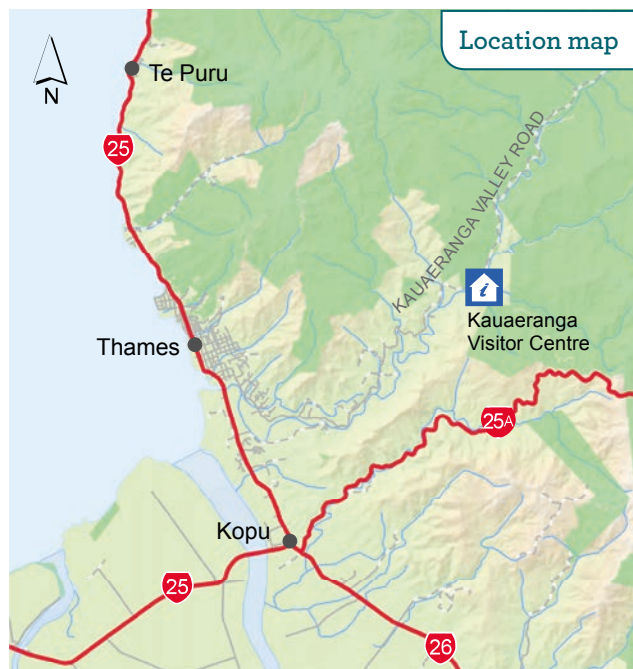 Location map
N
Te Puru
25
KAUAERANGA VALLEY ROAD
i
Kauaeranga
Visitor Centre
Thames
25A
Kopu
25
26